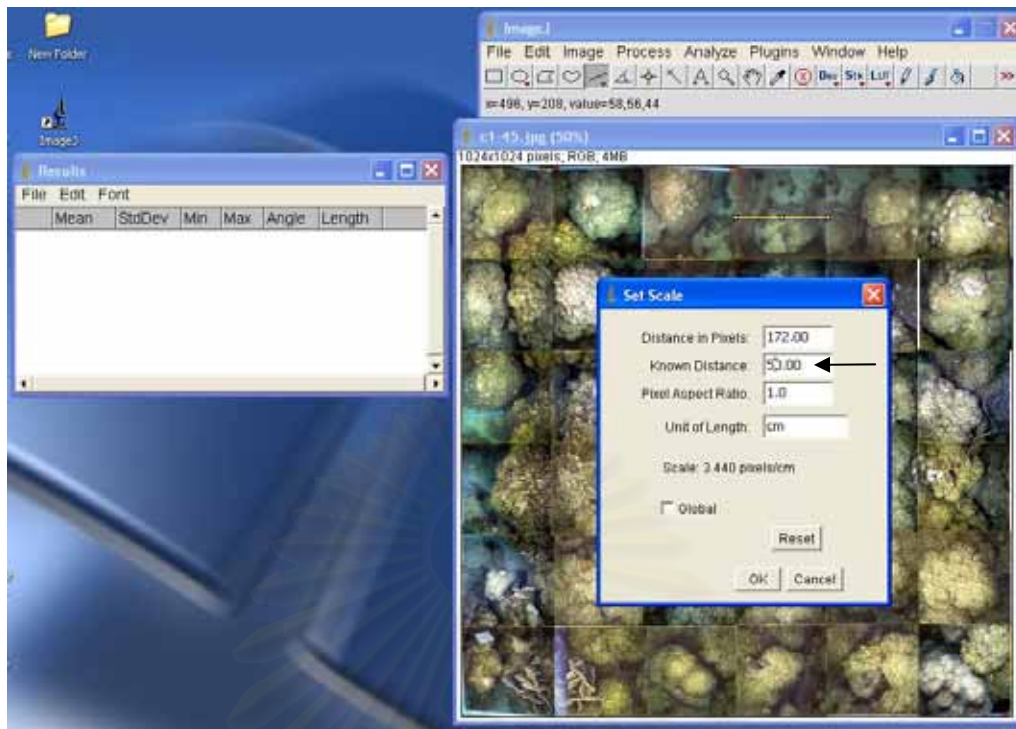 New Folder
ImageJ
ImageJ
File Edit Image Process Analyze Plugins Window Help
A Dev Stk LUT >>
x=496, y=208, value=58,56,44
Results
File Edit Font
Mean StdDev Min Max Angle Length
c1-45.jpg (50%)
1024x1024 pixels; RGB; 4MB
Set Scale
Distance in Pixels: 172.00
Known Distance: 50.00
Pixel Aspect Ratio: 1.0
Unit of Length: cm
Scale: 3.440 pixels/cm
Global
Reset
OK Cancel